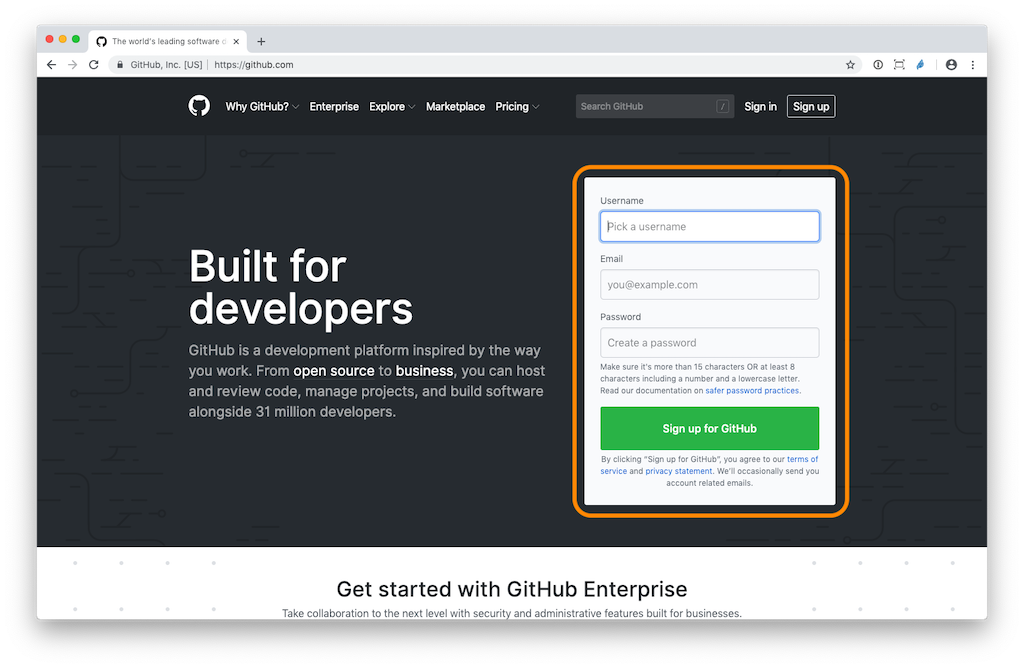 The world's leading software d
GitHub, Inc. [US]
https://github.com
Why GitHub?
Enterprise
Explore
Marketplace
Pricing
Search GitHub
/
Sign in
Sign up
Built for
developers
GitHub is a development platform inspired by the way
you work. From open source to business, you can host
and review code, manage projects, and build software
alongside 31 million developers.
Username
Pick a username
Email
you@example.com
Password
Create a password
Make sure it's more than 15 characters OR at least 8
characters including a number and a lowercase letter.
Read our documentation on safer password practices.
Sign up for GitHub
By clicking "Sign up for GitHub", you agree to our terms of
service and privacy statement. We'll occasionally send you
account related emails.
Get started with GitHub Enterprise
Take collaboration to the next level with security and administrative features built for businesses.